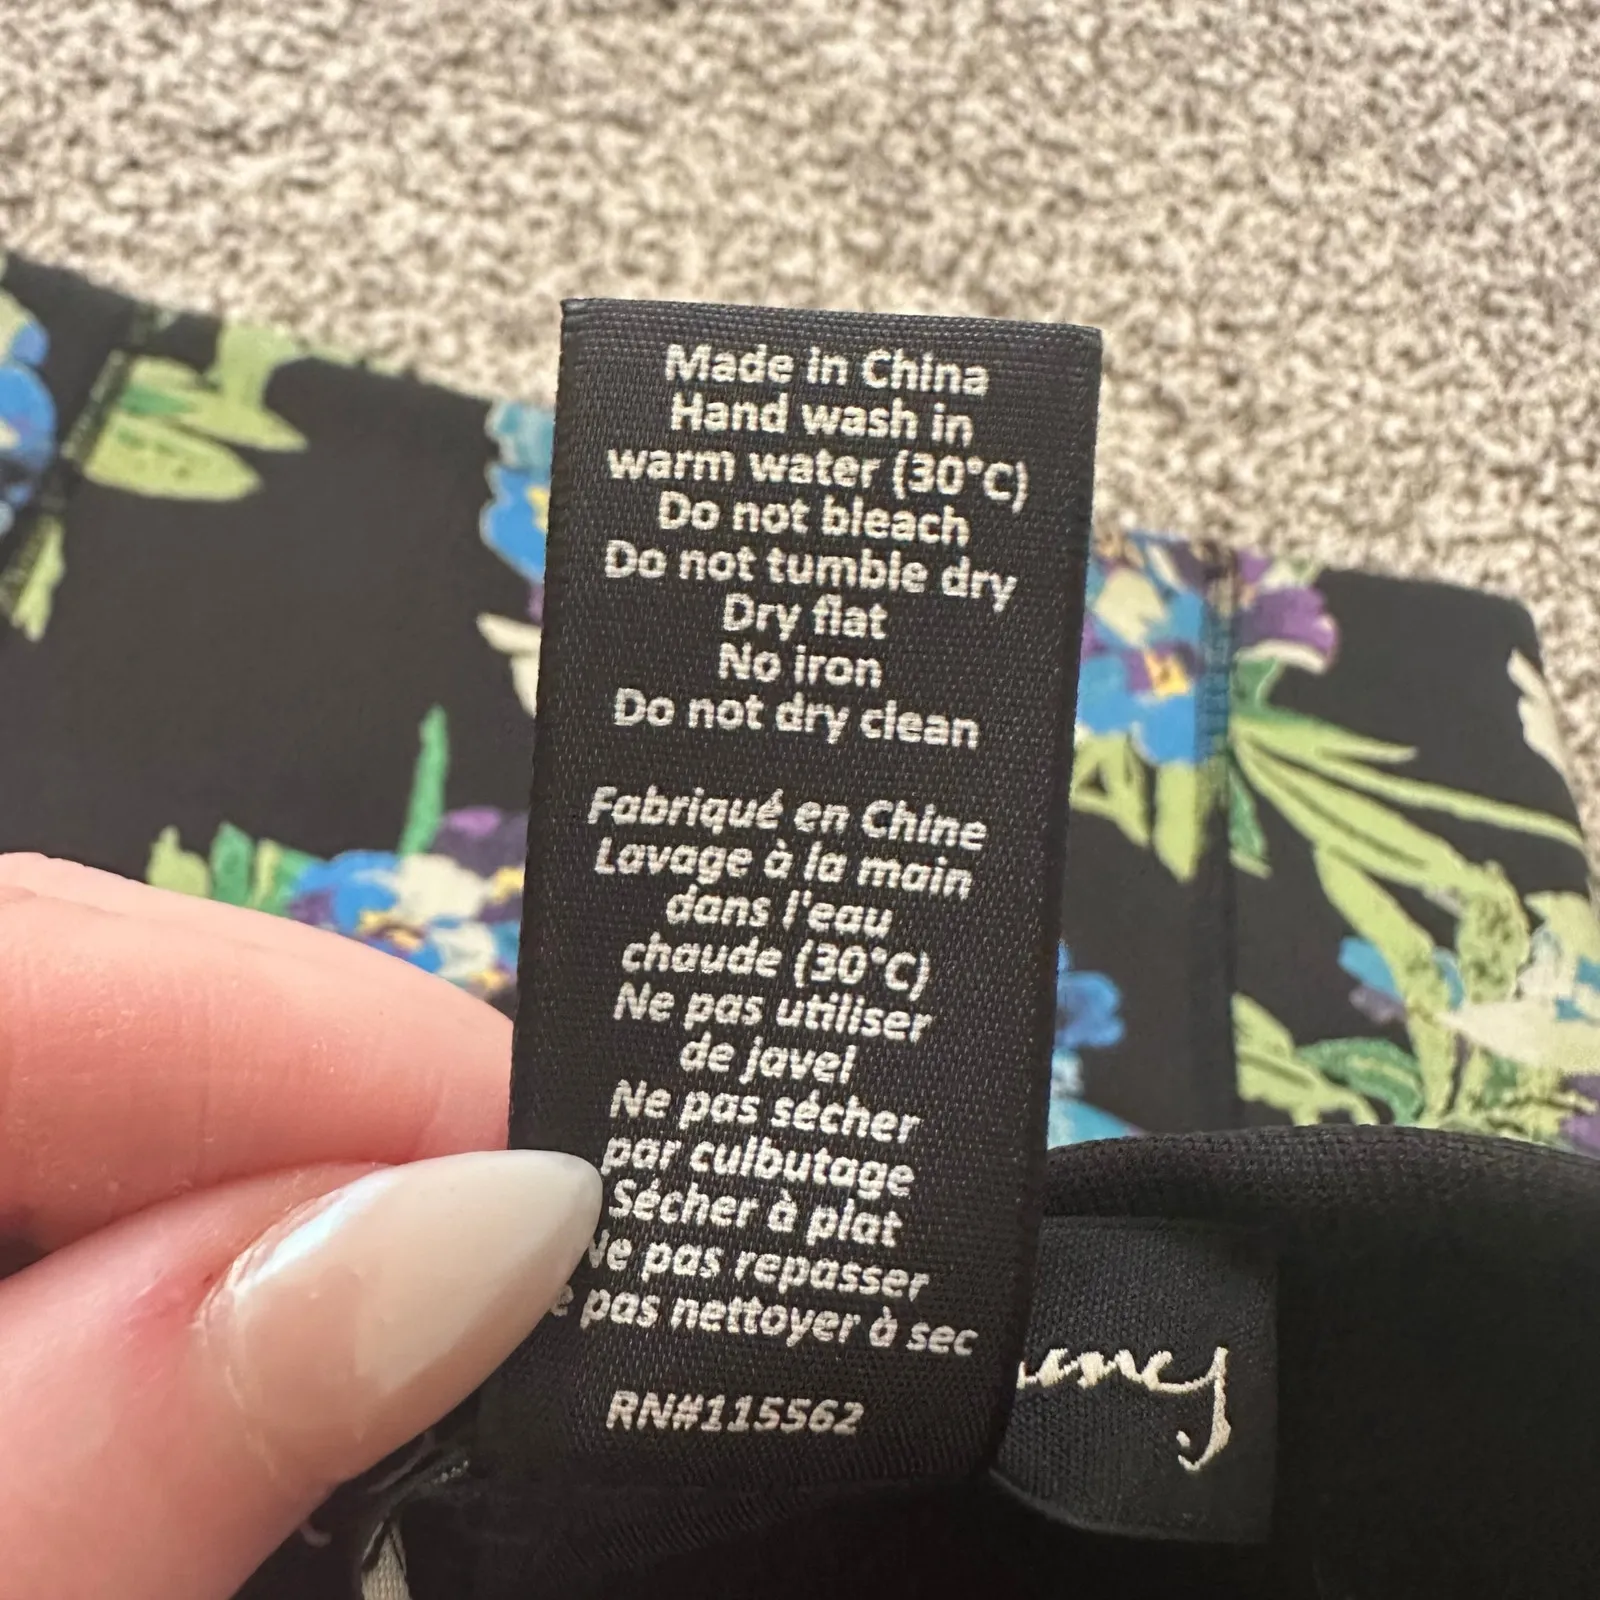 Made in China
Hand wash in
warm water (30°C)
Do not bleach
Do not tumble dry
Dry flat
No iron
Do not dry clean
Fabriqué en Chine
Lavage à la main
dans l'eau
chaude (30°C)
Ne pas utiliser
de javel
Ne pas sécher
par culbutage
Sécher à plat
Ne pas repasser
pas nettoyer à sec
RN#115562